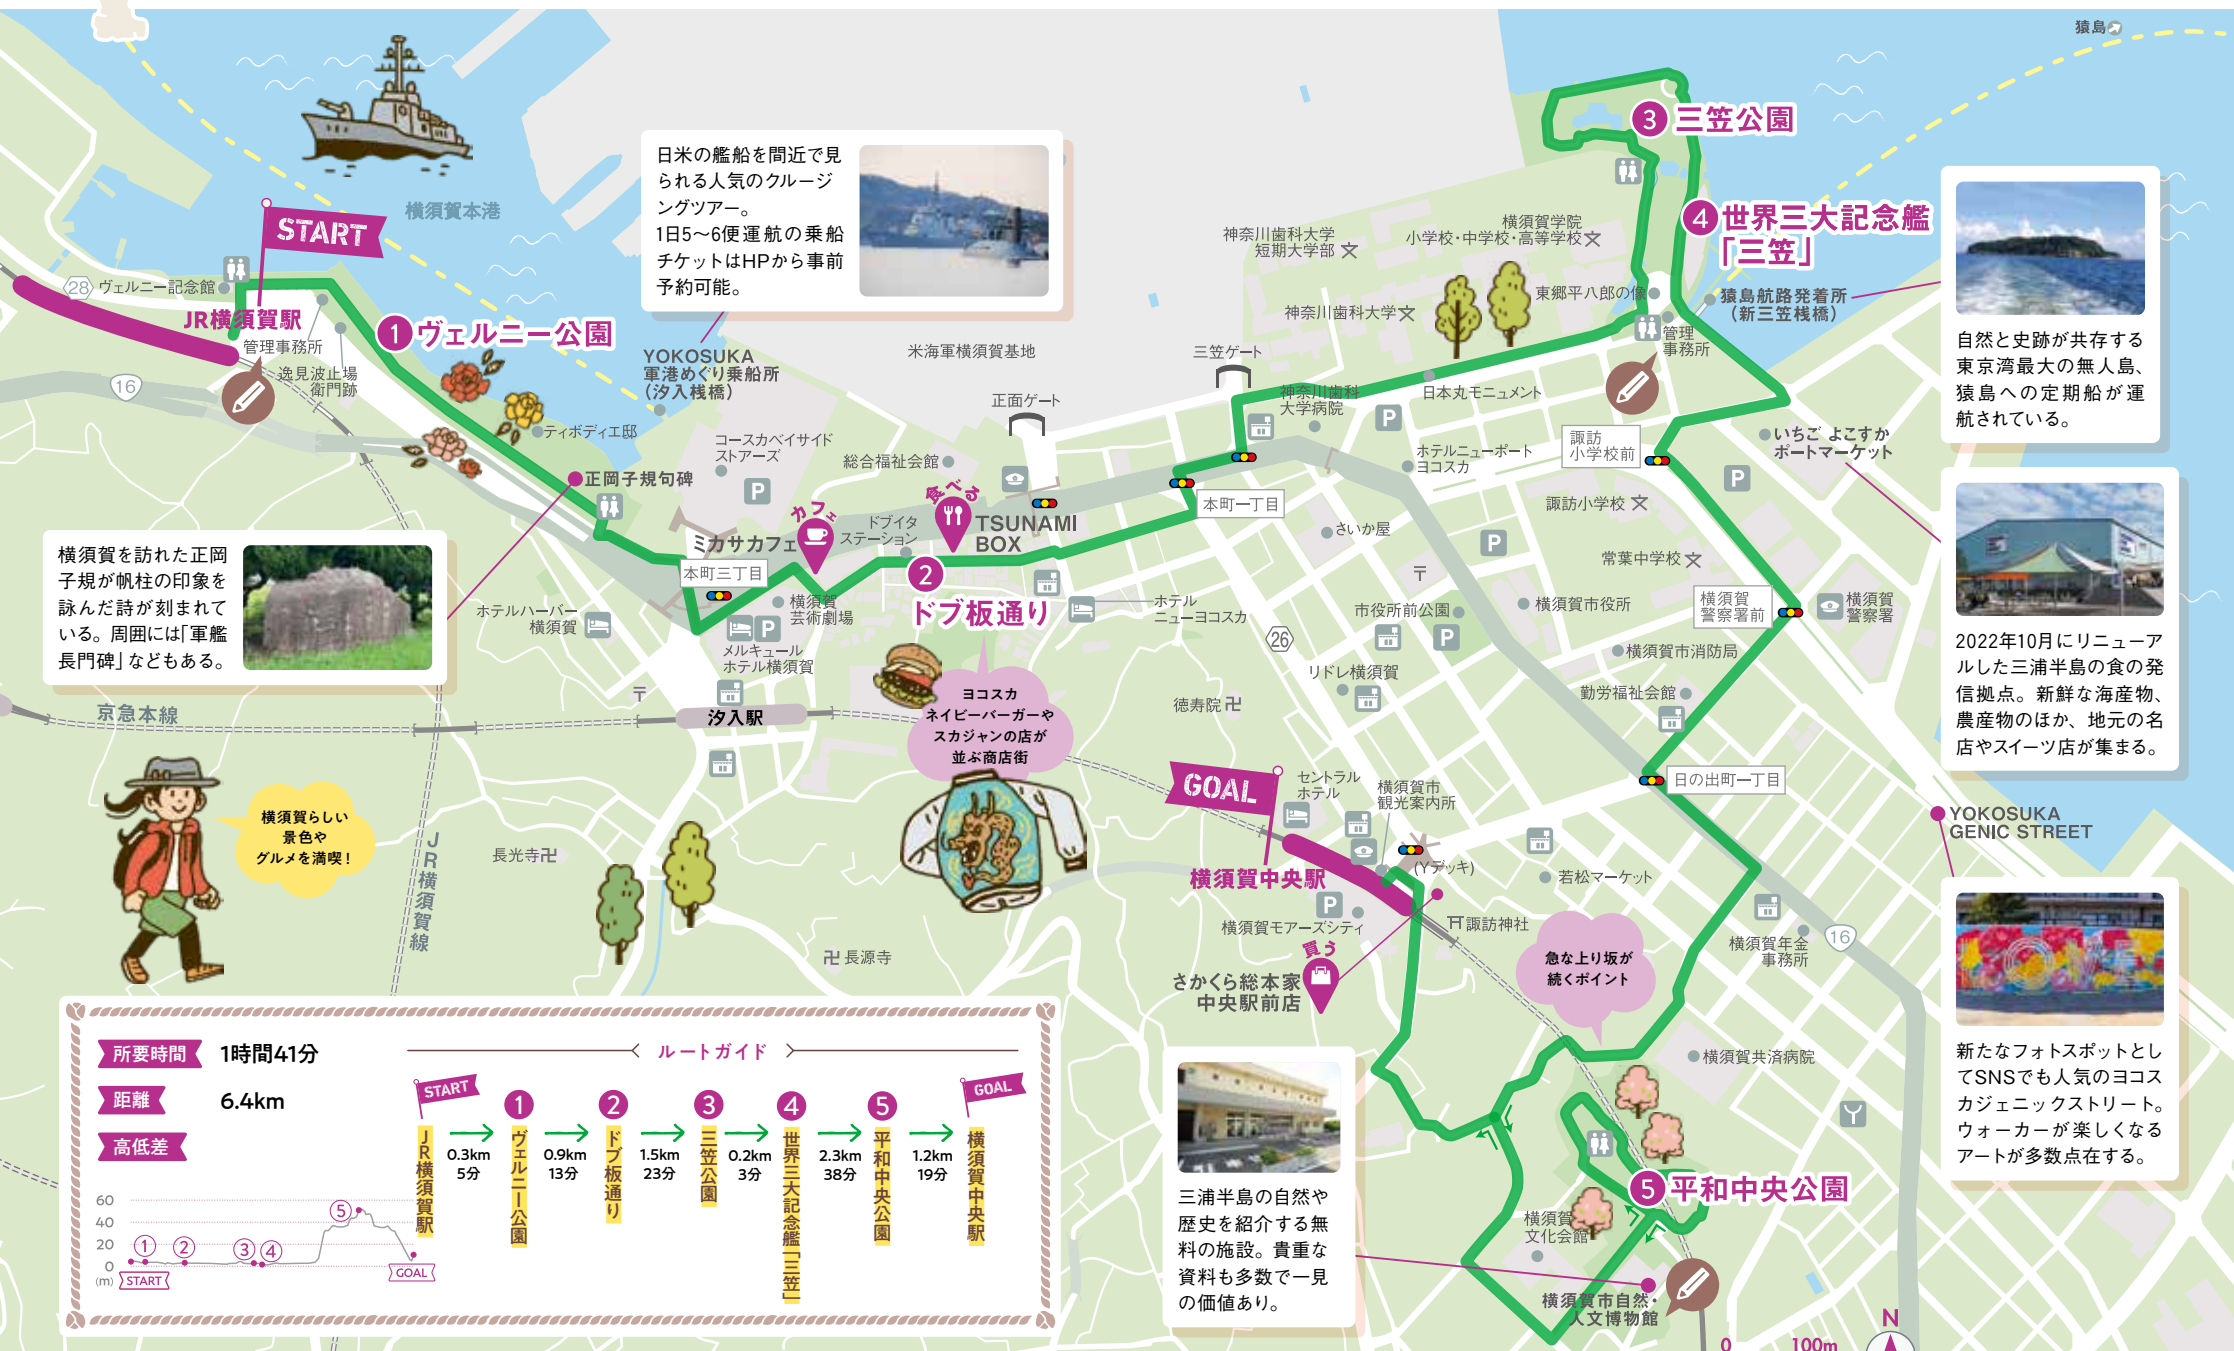 猿島
横須賀本港
START
28
ヴェルニー記念館
JR横須賀駅
管理事務所
逸見波止場
衛門跡
16
1 ヴェルニー公園
ティボディエ邸
正岡子規句碑
日米の艦船を間近で見
られる人気のクルージ
ングツアー。
1日5〜6便運航の乗船
チケットはHPから事前
予約可能。
YOKOSUKA
軍港めぐり乗船所
(汐入桟橋)
米海軍横須賀基地
正面ゲート
三笠ゲート
コースカベイサイド
ストアーズ
P
総合福祉会館
食べる
TSUNAMI
BOX
カフェ
ミカサカフェ
ドブイタ
ステーション
本町三丁目
2
ドブ板通り
横須賀
芸術劇場
P
メルキュール
ホテル横須賀
ホテルハーバー
横須賀
汐入駅
京急本線
JR横須賀線
横須賀を訪れた正岡
子規が帆柱の印象を
詠んだ詩が刻まれて
いる。周囲には「軍艦
長門碑」などもある。
ヨコスカ
ネイビーバーガーや
スカジャンの店が
並ぶ商店街
ホテル
ニューヨコスカ
本町一丁目
神奈川歯科大学
短期大学部
横須賀学院
小学校・中学校・高等学校
神奈川歯科大学
神奈川歯科
大学病院
日本丸モニュメント
P
ホテルニューポート
ヨコスカ
さいか屋
3 三笠公園
4 世界三大記念艦
「三笠」
東郷平八郎の像
管理
事務所
猿島航路発着所
(新三笠桟橋)
諏訪
小学校前
いちご よこすか
ポートマーケット
P
諏訪小学校
常葉中学校
P
横須賀
警察署前
横須賀
警察署
横須賀市役所
市役所前公園
P
26
リドレ横須賀
横須賀市消防局
勤労福祉会館
徳寿院
日の出町一丁目
自然と史跡が共存する
東京湾最大の無人島、
猿島への定期船が運
航されている。
2022年10月にリニューア
ルした三浦半島の食の発
信拠点。新鮮な海産物、
農産物のほか、地元の名
店やスイーツ店が集まる。
YOKOSUKA
GENIC STREET
新たなフォトスポットとし
てSNSでも人気のヨコス
カジェニックストリート。
ウォーカーが楽しくなる
アートが多数点在する。
GOAL
セントラル
ホテル
横須賀市
観光案内所
横須賀中央駅
(Yデッキ)
P
横須賀モアーズシティ
諏訪神社
若松マーケット
買う
さかくら総本家
中央駅前店
横須賀年金
事務所
16
急な上り坂が
続くポイント
横須賀共済病院
5 平和中央公園
横須賀
文化会館
横須賀市自然・
人文博物館
三浦半島の自然や
歴史を紹介する無
料の施設。貴重な
資料も多数で一見
の価値あり。
長光寺
長源寺
横須賀らしい
景色や
グルメを満喫！
所要時間 1時間41分
距離 6.4km
高低差
60
40
20
0
(m)
START
1
2
3
4
5
GOAL
ルートガイド
START
JR横須賀駅
0.3km
5分
1
ヴェルニー公園
0.9km
13分
2
ドブ板通り
1.5km
23分
3
三笠公園
0.2km
3分
4
世界三大記念艦「三笠」
2.3km
38分
5
平和中央公園
1.2km
19分
GOAL
横須賀中央駅
N
0 100m